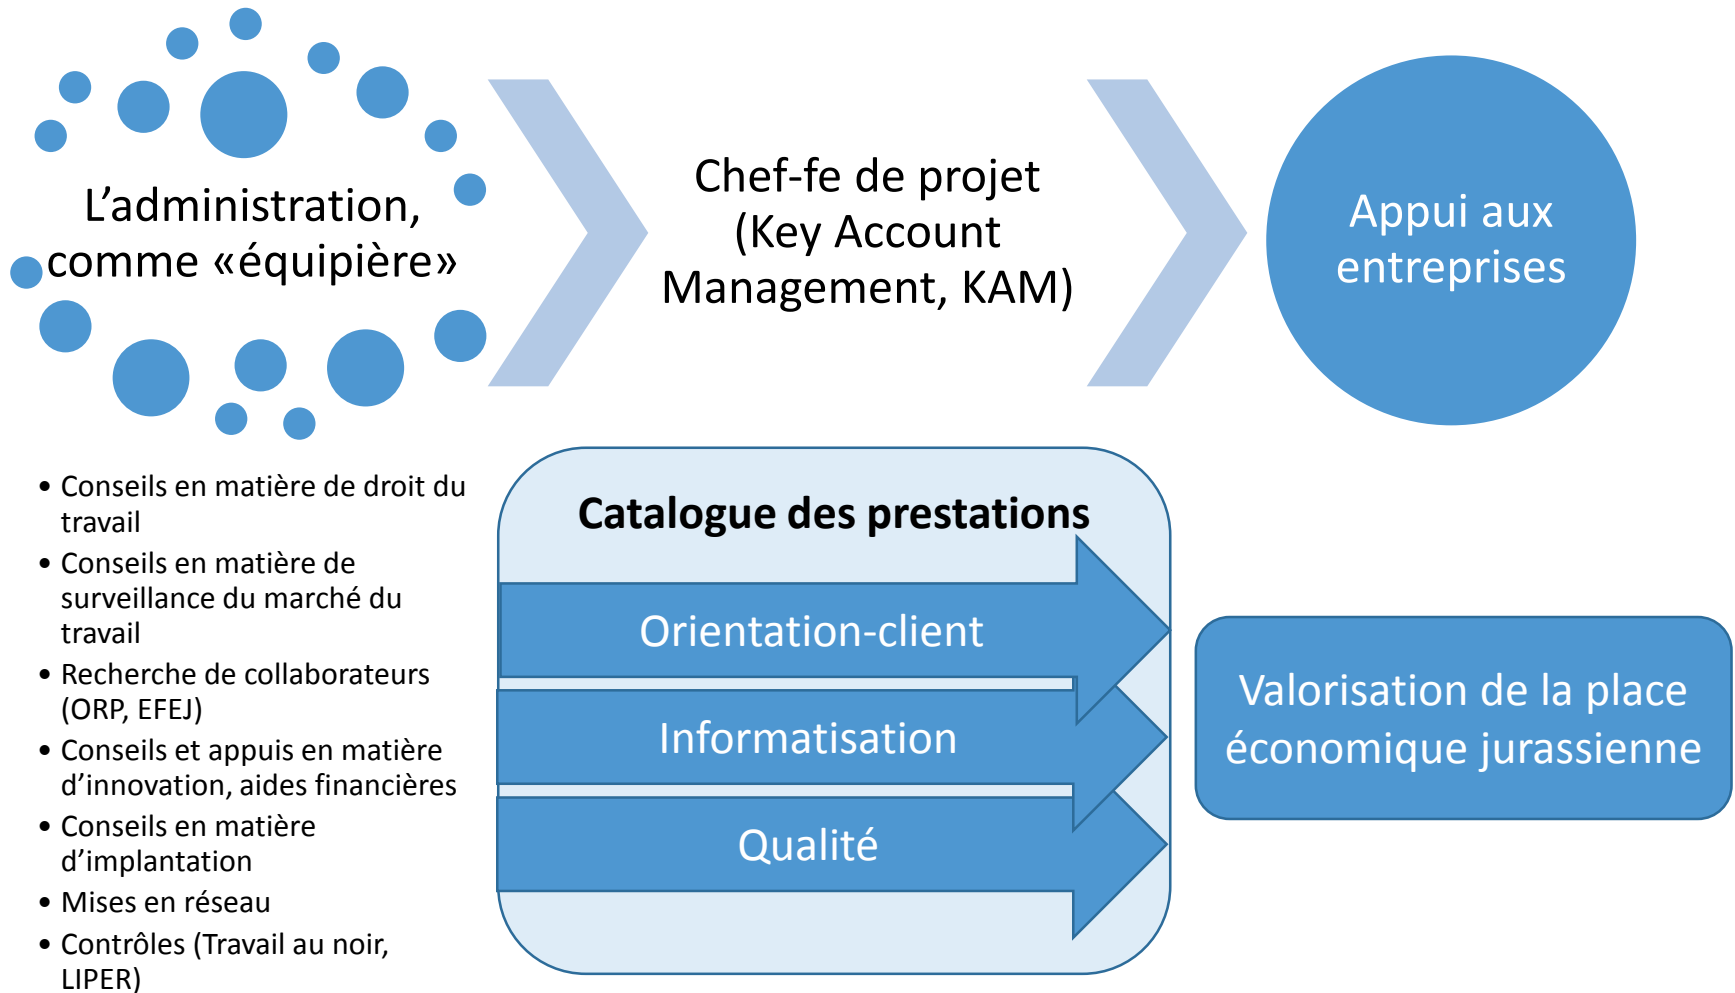 L’administration,
comme «équipière»
Chef-fe de projet
(Key Account
Management, KAM)
Appui aux
entreprises
• Conseils en matière de droit du
travail
• Conseils en matière de
surveillance du marché du
travail
• Recherche de collaborateurs
(ORP, EFEJ)
• Conseils et appuis en matière
d’innovation, aides financières
• Conseils en matière
d’implantation
• Mises en réseau
• Contrôles (Travail au noir,
LIPER)
Catalogue des prestations
Orientation-client
Informatisation
Qualité
Valorisation de la place
économique jurassienne